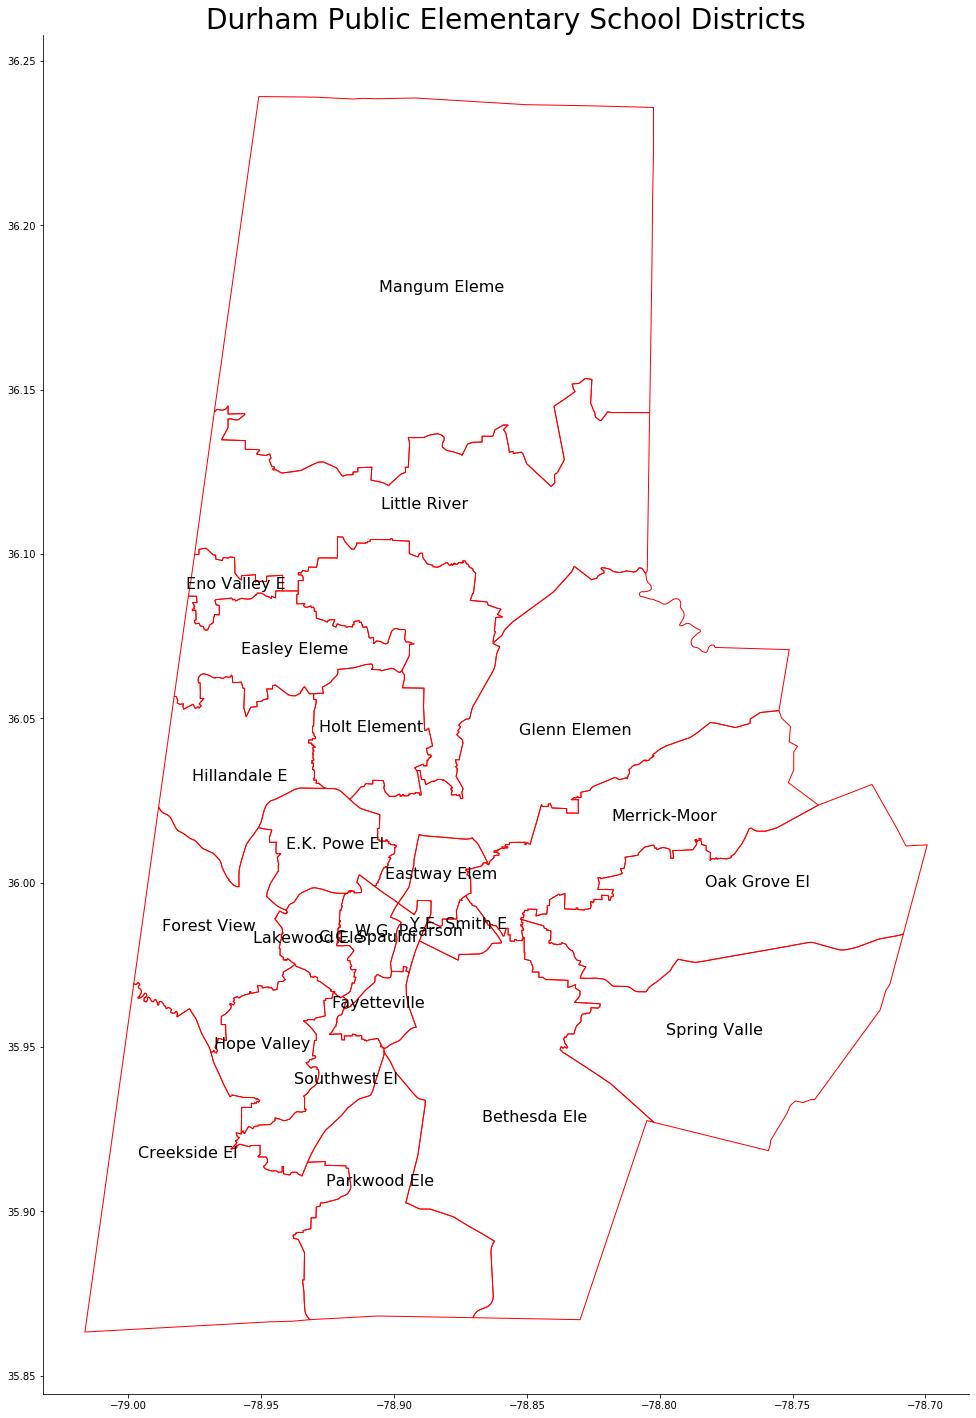 Durham Public Elementary School Districts
36.25
36.20
Mangum Eleme
36.15
Little River
36.10
Eno Valley E
Easley Eleme
36.05
Holt Element
Glenn Elemen
Hillandale E
Merrick-Moor
E.K. Powe El
36.00
Eastway Elem
Oak Grove El
Forest View
Y.E. Smith E
W.G. Pearson
Lakewood Ele
C.C. Spauldi
Fayetteville
35.95
Hope Valley
Spring Valle
Southwest El
Bethesda Ele
Creekside El
Parkwood Ele
35.90
35.85
−79.00
−78.95
−78.90
−78.85
−78.80
−78.75
−78.70